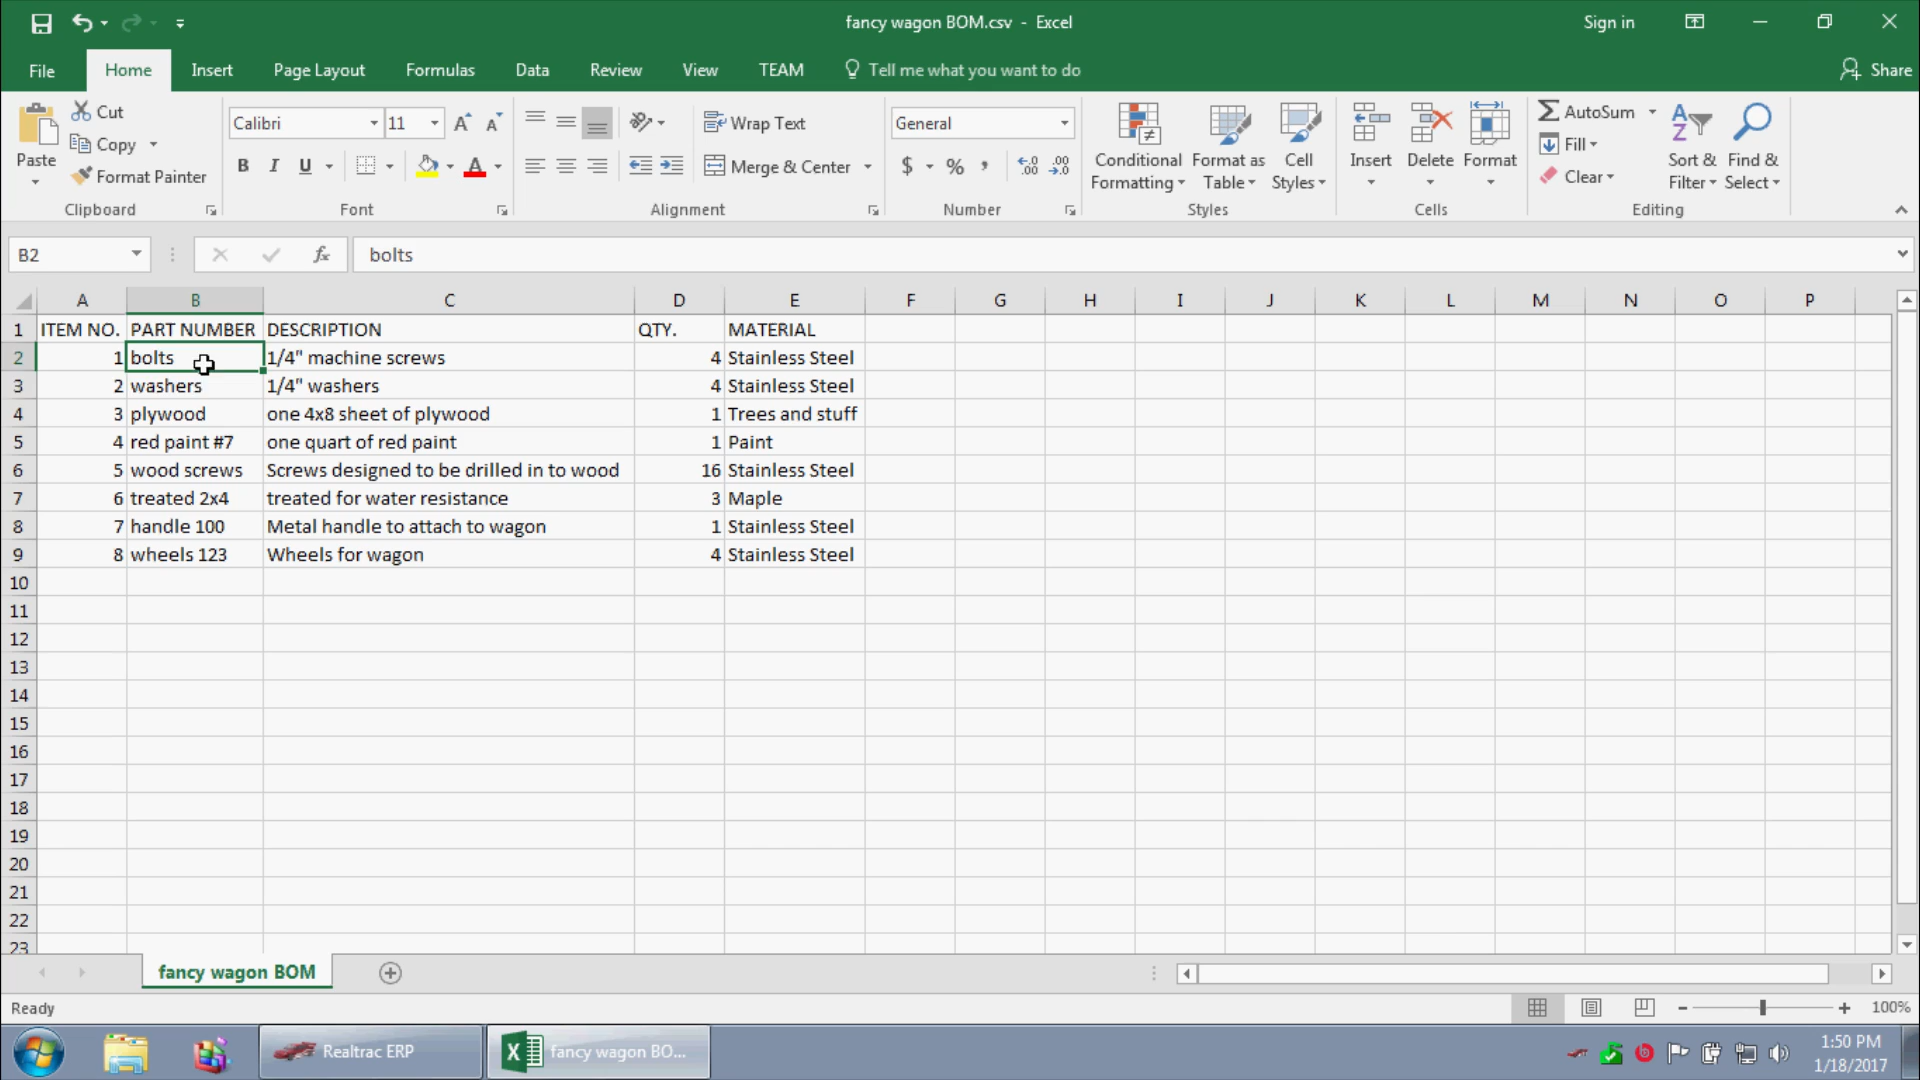 fancy wagon BOM.csv - Excel
Sign in
File Home Insert Page Layout Formulas Data Review View TEAM Tell me what you want to do Share
Paste
Cut
Copy
Format Painter
Clipboard
Calibri 11
B I U A
Font
Wrap Text
Merge & Center
Alignment
General
$ % ,
Number
Conditional Formatting
Format as Table
Cell Styles
Styles
Insert Delete Format
Cells
AutoSum
Fill
Clear
Sort & Filter
Find & Select
Editing
B2 fx bolts
A B C D E F G H I J K L M N O P
1 ITEM NO. PART NUMBER DESCRIPTION QTY. MATERIAL
2 1 bolts 1/4" machine screws 4 Stainless Steel
3 2 washers 1/4" washers 4 Stainless Steel
4 3 plywood one 4x8 sheet of plywood 1 Trees and stuff
5 4 red paint #7 one quart of red paint 1 Paint
6 5 wood screws Screws designed to be drilled in to wood 16 Stainless Steel
7 6 treated 2x4 treated for water resistance 3 Maple
8 7 handle 100 Metal handle to attach to wagon 1 Stainless Steel
9 8 wheels 123 Wheels for wagon 4 Stainless Steel
10
11
12
13
14
15
16
17
18
19
20
21
22
23
fancy wagon BOM
Ready
100%
Realtrac ERP
fancy wagon BO...
1:50 PM
1/18/2017